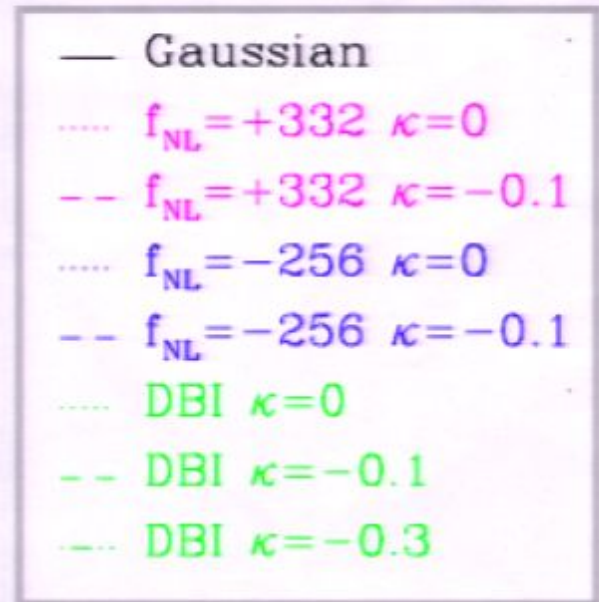 Gaussian
f_NL=+332 κ=0
f_NL=+332 κ=−0.1
f_NL=−256 κ=0
f_NL=−256 κ=−0.1
DBI κ=0
DBI κ=−0.1
DBI κ=−0.3